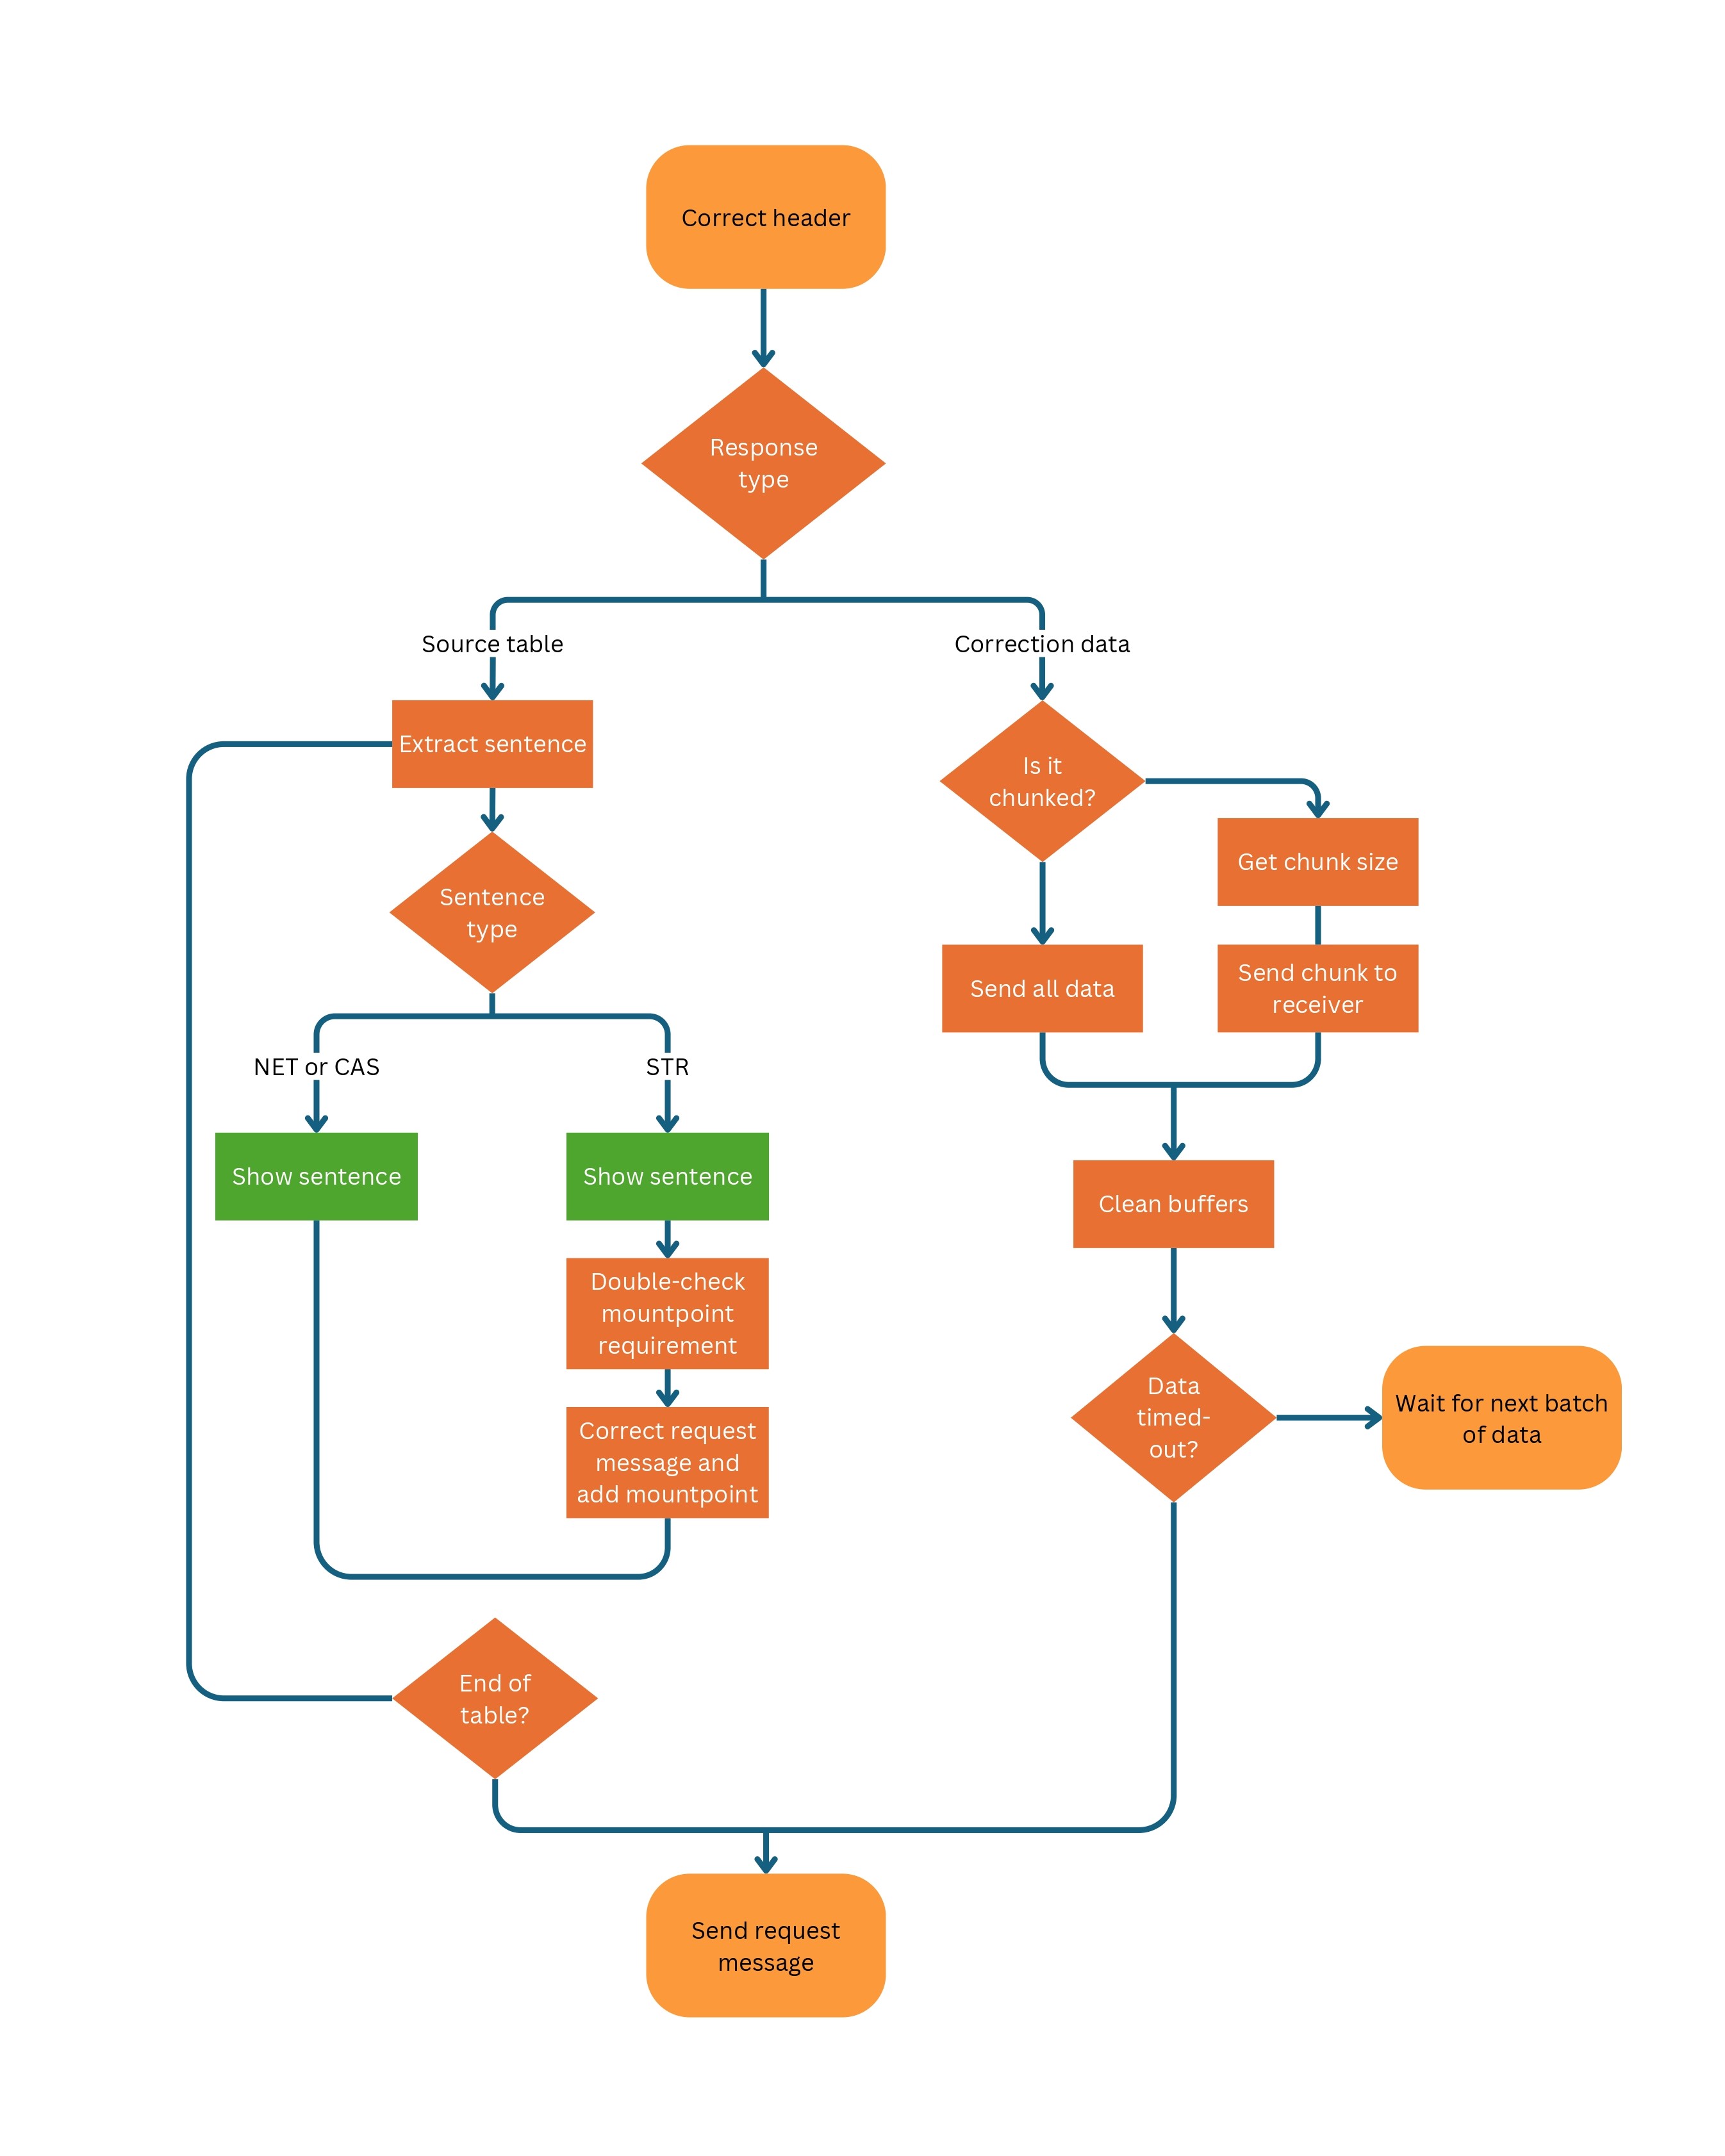 Correct header
Response
type
Source table
Correction data
Extract sentence
Is it
chunked?
Get chunk size
Sentence
type
Send all data
Send chunk to
receiver
NET or CAS
STR
Show sentence
Show sentence
Clean buffers
Double-check
mountpoint
requirement
Data
timed-
out?
Wait for next batch
of data
Correct request
message and
add mountpoint
End of
table?
Send request
message